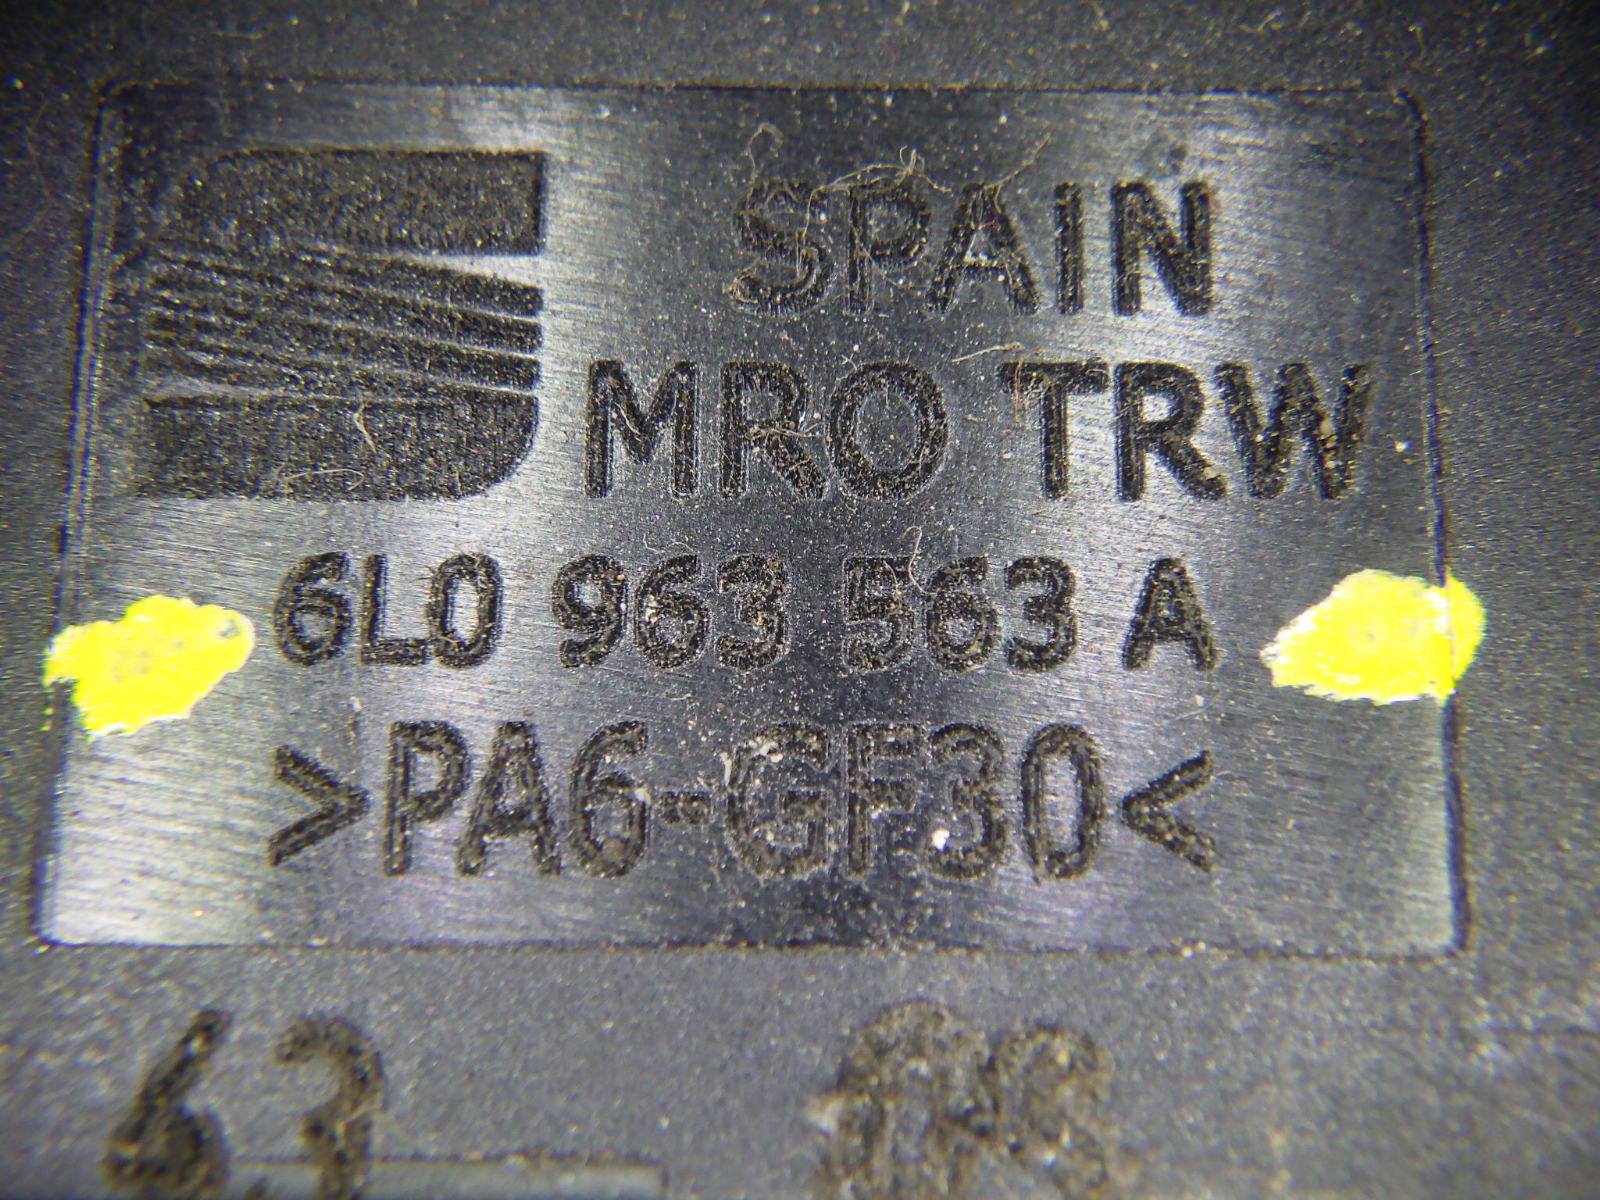 SPAIN
MRO TRW
6L0 963 563 A
>PA6-GF30<